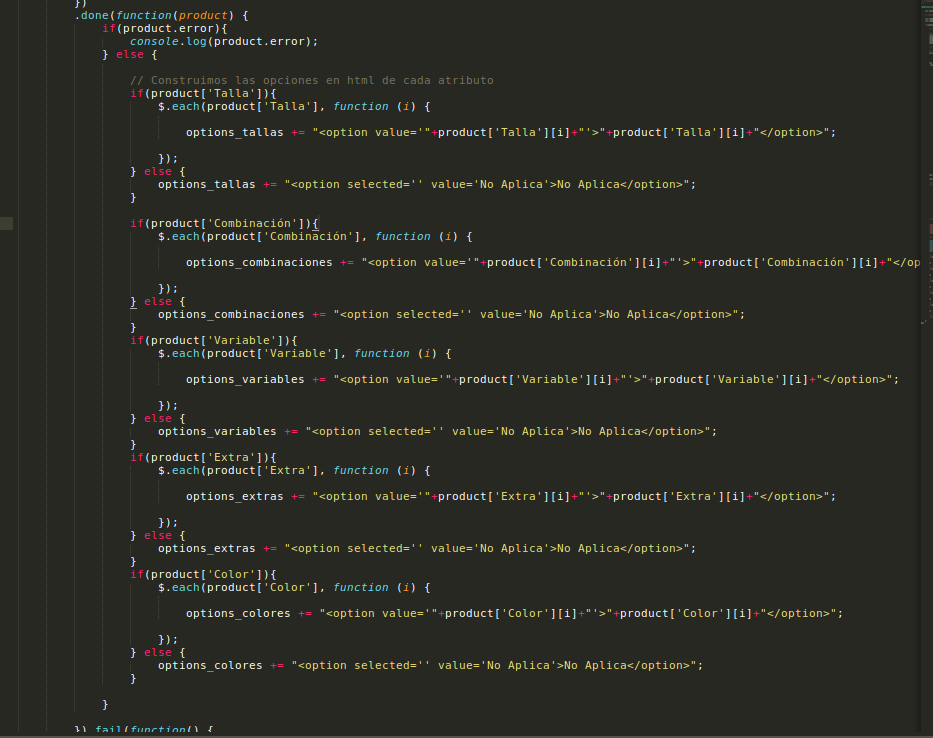 })
.done(function(product) {
if(product.error){
console.log(product.error);
} else {
// Construimos las opciones en html de cada atributo
if(product['Talla']){
$.each(product['Talla'], function (i) {
options_tallas += "<option value='"+product['Talla'][i]+"'>"+product['Talla'][i]+"</option>";
});
} else {
options_tallas += "<option selected='' value='No Aplica'>No Aplica</option>";
}
if(product['Combinación']){
$.each(product['Combinación'], function (i) {
options_combinaciones += "<option value='"+product['Combinación'][i]+"'>"+product['Combinación'][i]+"</op
});
} else {
options_combinaciones += "<option selected='' value='No Aplica'>No Aplica</option>";
}
if(product['Variable']){
$.each(product['Variable'], function (i) {
options_variables += "<option value='"+product['Variable'][i]+"'>"+product['Variable'][i]+"</option>";
});
} else {
options_variables += "<option selected='' value='No Aplica'>No Aplica</option>";
}
if(product['Extra']){
$.each(product['Extra'], function (i) {
options_extras += "<option value='"+product['Extra'][i]+"'>"+product['Extra'][i]+"</option>";
});
} else {
options_extras += "<option selected='' value='No Aplica'>No Aplica</option>";
}
if(product['Color']){
$.each(product['Color'], function (i) {
options_colores += "<option value='"+product['Color'][i]+"'>"+product['Color'][i]+"</option>";
});
} else {
options_colores += "<option selected='' value='No Aplica'>No Aplica</option>";
}
}
}).fail(function() {